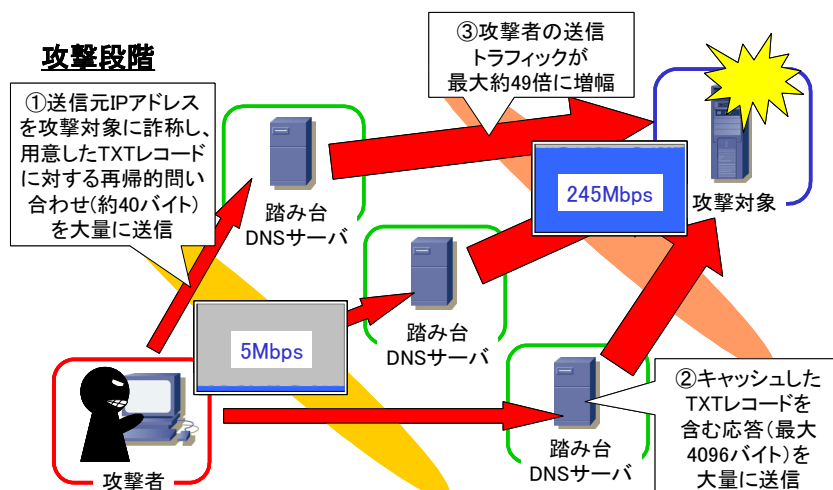 攻撃段階
①送信元IPアドレス
を攻撃対象に詐称し、
用意したTXTレコード
に対する再帰的問い
合わせ(約40バイト)
を大量に送信
③攻撃者の送信
トラフィックが
最大約49倍に増幅
踏み台
DNSサーバ
245Mbps
攻撃対象
踏み台
DNSサーバ
5Mbps
②キャッシュした
TXTレコードを
含む応答(最大
4096バイト)を
大量に送信
踏み台
DNSサーバ
攻撃者